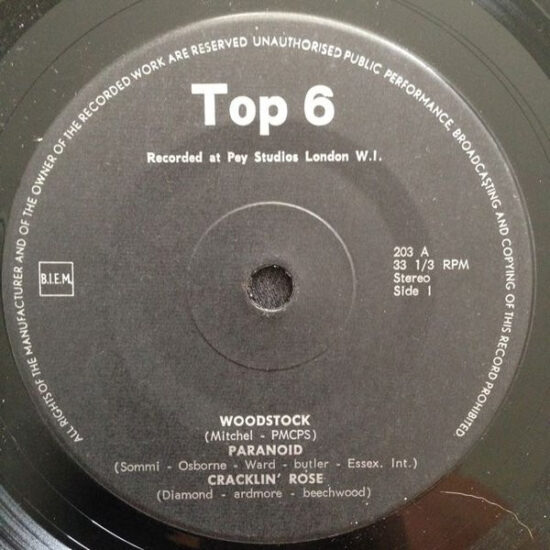 ALL RIGHTS OF THE MANUFACTURER AND OF THE OWNER OF THE RECORDED WORK ARE RESERVED UNAUTHORISED PUBLIC PERFORMANCE, BROADCASTING AND COPYING OF THIS RECORD PROHIBITED
Top 6
Recorded at Pey Studios London W.I.
B.I.E.M.
203 A
33 1/3 RPM
Stereo
Side I
WOODSTOCK
(Mitchel - PMCPS)
PARANOID
(Sommi - Osborne - Ward - butler - Essex. Int.)
CRACKLIN' ROSE
(Diamond - ardmore - beechwood)